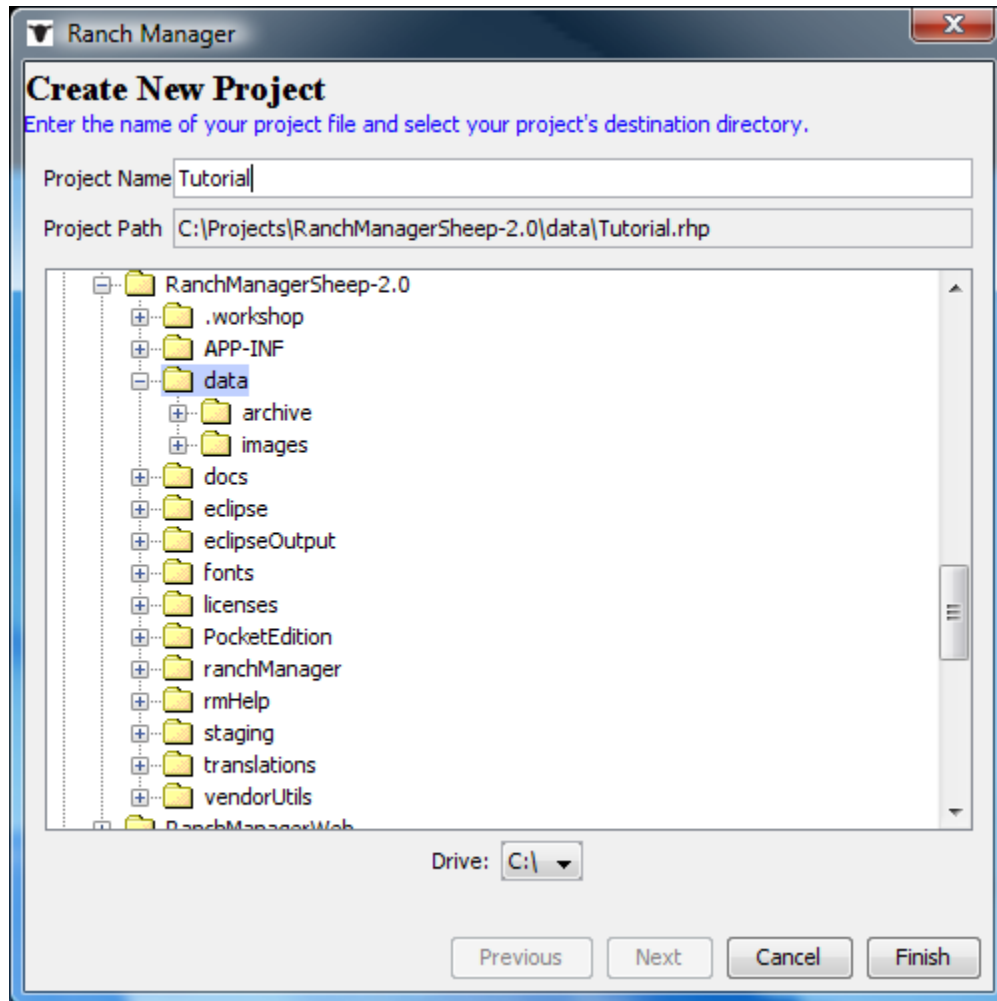 Ranch Manager
Create New Project
Enter the name of your project file and select your project's destination directory.
Project Name Tutorial
Project Path C:\Projects\RanchManagerSheep-2.0\data\Tutorial.rhp
RanchManagerSheep-2.0
.workshop
APP-INF
data
archive
images
docs
eclipse
eclipseOutput
fonts
licenses
PocketEdition
ranchManager
rmHelp
staging
translations
vendorUtils
RanchManagerWeb
Drive: C:\
Previous Next Cancel Finish